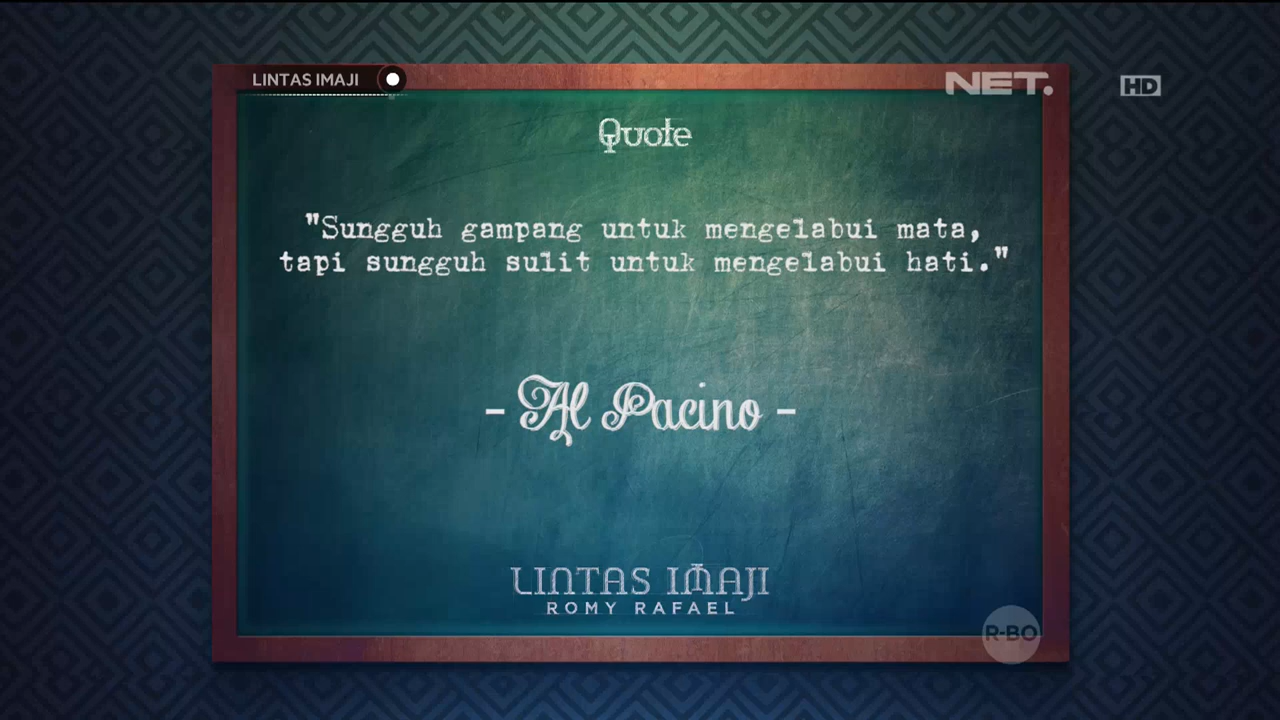 LINTAS IMAJI
NET.
HD
Quote
"Sungguh gampang untuk mengelabui mata,
tapi sungguh sulit untuk mengelabui hati."
- Al Pacino -
LINTAS IMAJI
ROMY RAFAEL
R-BO